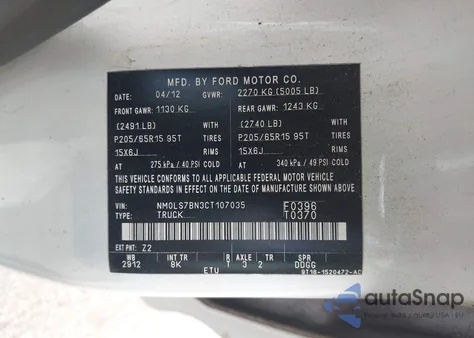 MFD. BY FORD MOTOR CO.
DATE: 04/12 GVWR: 2270 KG (5005 LB)
FRONT GAWR: 1130 KG REAR GAWR: 1243 KG
(2491 LB) WITH (2740 LB) WITH
P205/65R15 95T TIRES P205/65R15 95T TIRES
15X6J RIMS 15X6J RIMS
AT 275 kPa/ 40 PSI COLD AT 340 kPa/ 49 PSI COLD
THIS VEHICLE CONFORMS TO ALL APPLICABLE FEDERAL MOTOR VEHICLE
SAFETY STANDARDS IN EFFECT ON THE DATE OF MANUFACTURE SHOWN ABOVE.
VIN: NM0LS7BN3CT107035 F0396
TYPE: TRUCK T0370
EXT PNT: Z2
WB INT TR R AXLE TR SPR
2912 8K 1 3 2 DDGG
ETU 9T16-1520472-AC
autoSnap